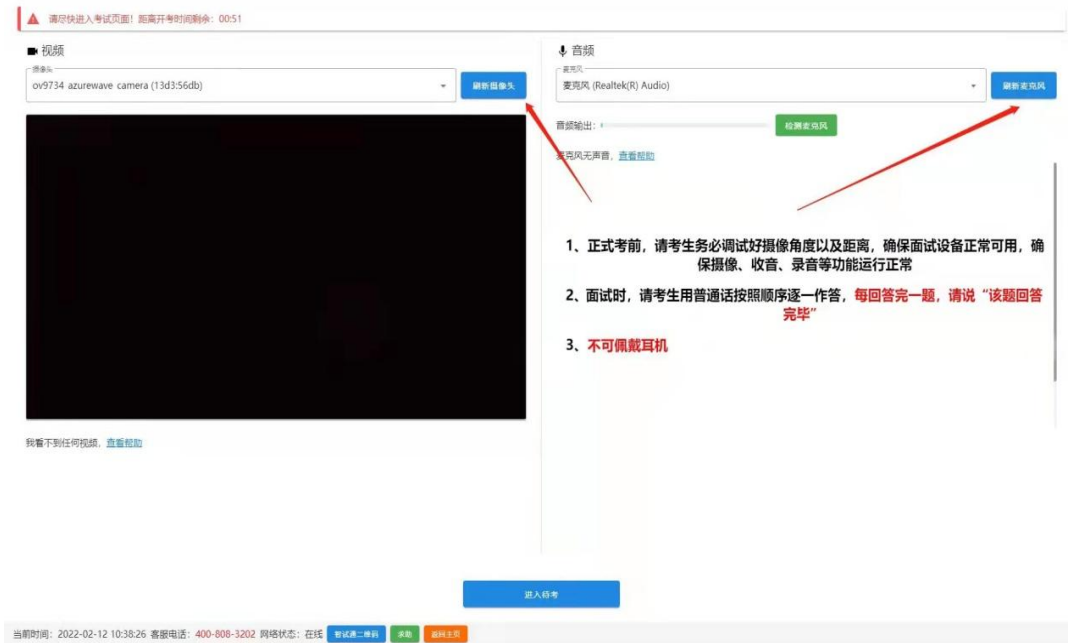 请尽快进入考试页面！距离开考时间剩余：00:51
视频
摄像头
ov9734 azurewave camera (13d3:56db)
刷新摄像头
我看不到任何视频，查看帮助
音频
麦克风
麦克风 (Realtek(R) Audio)
刷新麦克风
音频输出：
检测麦克风
麦克风无声音，查看帮助
1、正式考前，请考生务必调试好摄像角度以及距离，确保面试设备正常可用，确
保摄像、收音、录音等功能运行正常
2、面试时，请考生用普通话按照顺序逐一作答，每回答完一题，请说“该题回答
完毕”
3、不可佩戴耳机
进入待考
当前时间：2022-02-12 10:38:26 客服电话：400-808-3202 网络状态：在线 智试通二维码 求助 返回主页